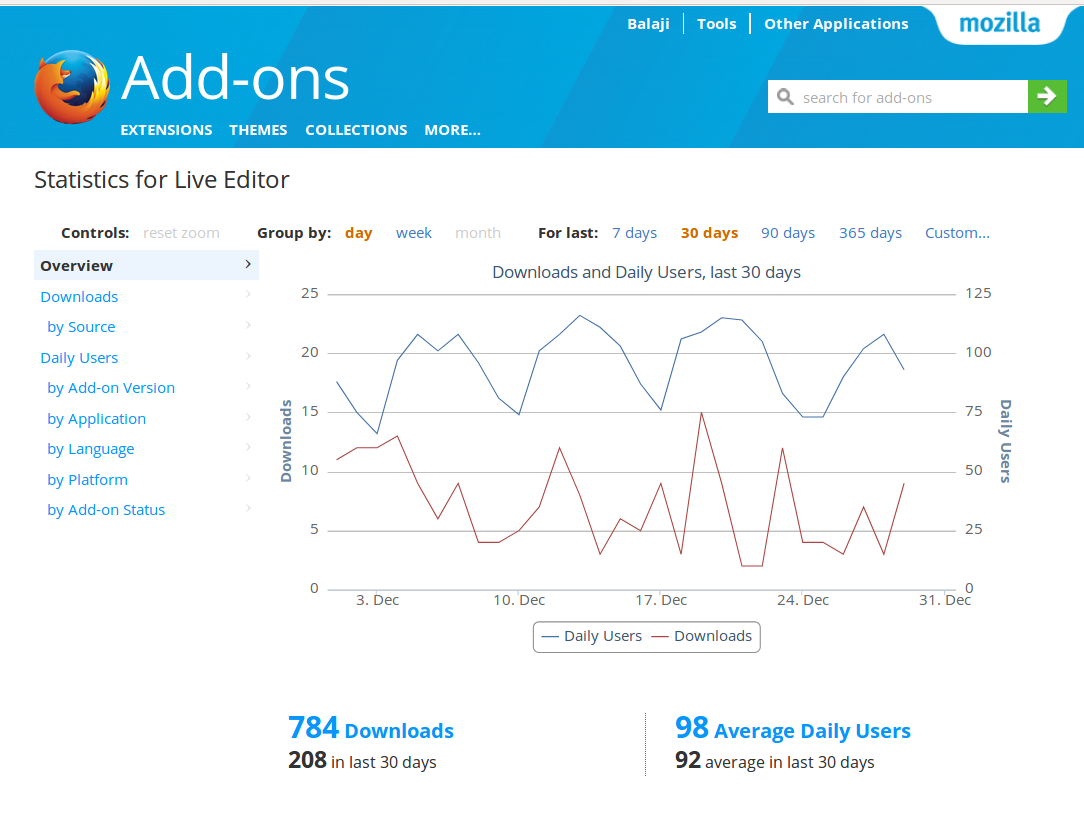 Balaji Tools Other Applications mozilla
Add-ons
search for add-ons
EXTENSIONS THEMES COLLECTIONS MORE...
Statistics for Live Editor
Controls: reset zoom Group by: day week month For last: 7 days 30 days 90 days 365 days Custom...
Overview
Downloads
by Source
Daily Users
by Add-on Version
by Application
by Language
by Platform
by Add-on Status
Downloads and Daily Users, last 30 days
25 125
20 100
15 75
10 50
5 25
0 0
Downloads
Daily Users
3. Dec 10. Dec 17. Dec 24. Dec 31. Dec
Daily Users Downloads
784 Downloads
208 in last 30 days
98 Average Daily Users
92 average in last 30 days